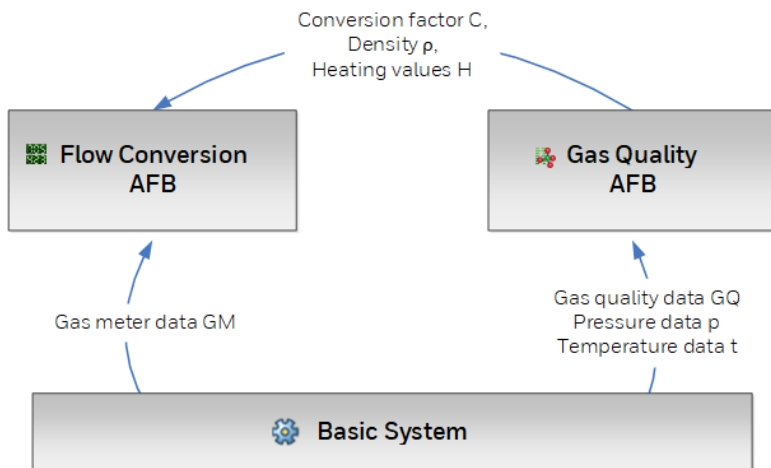 Conversion factor C,
Density ρ,
Heating values H
Flow Conversion
AFB
Gas Quality
AFB
Gas meter data GM
Gas quality data GQ
Pressure data p
Temperature data t
Basic System